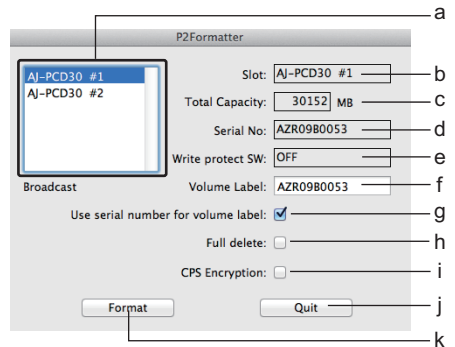 a
P2Formatter
AJ-PCD30 #1
AJ-PCD30 #2
Broadcast
Slot: AJ-PCD30 #1 b
Total Capacity: 30152 MB c
Serial No: AZR09B0053 d
Write protect SW: OFF e
Volume Label: AZR09B0053 f
Use serial number for volume label: g
Full delete: h
CPS Encryption: i
Format Quit j
k